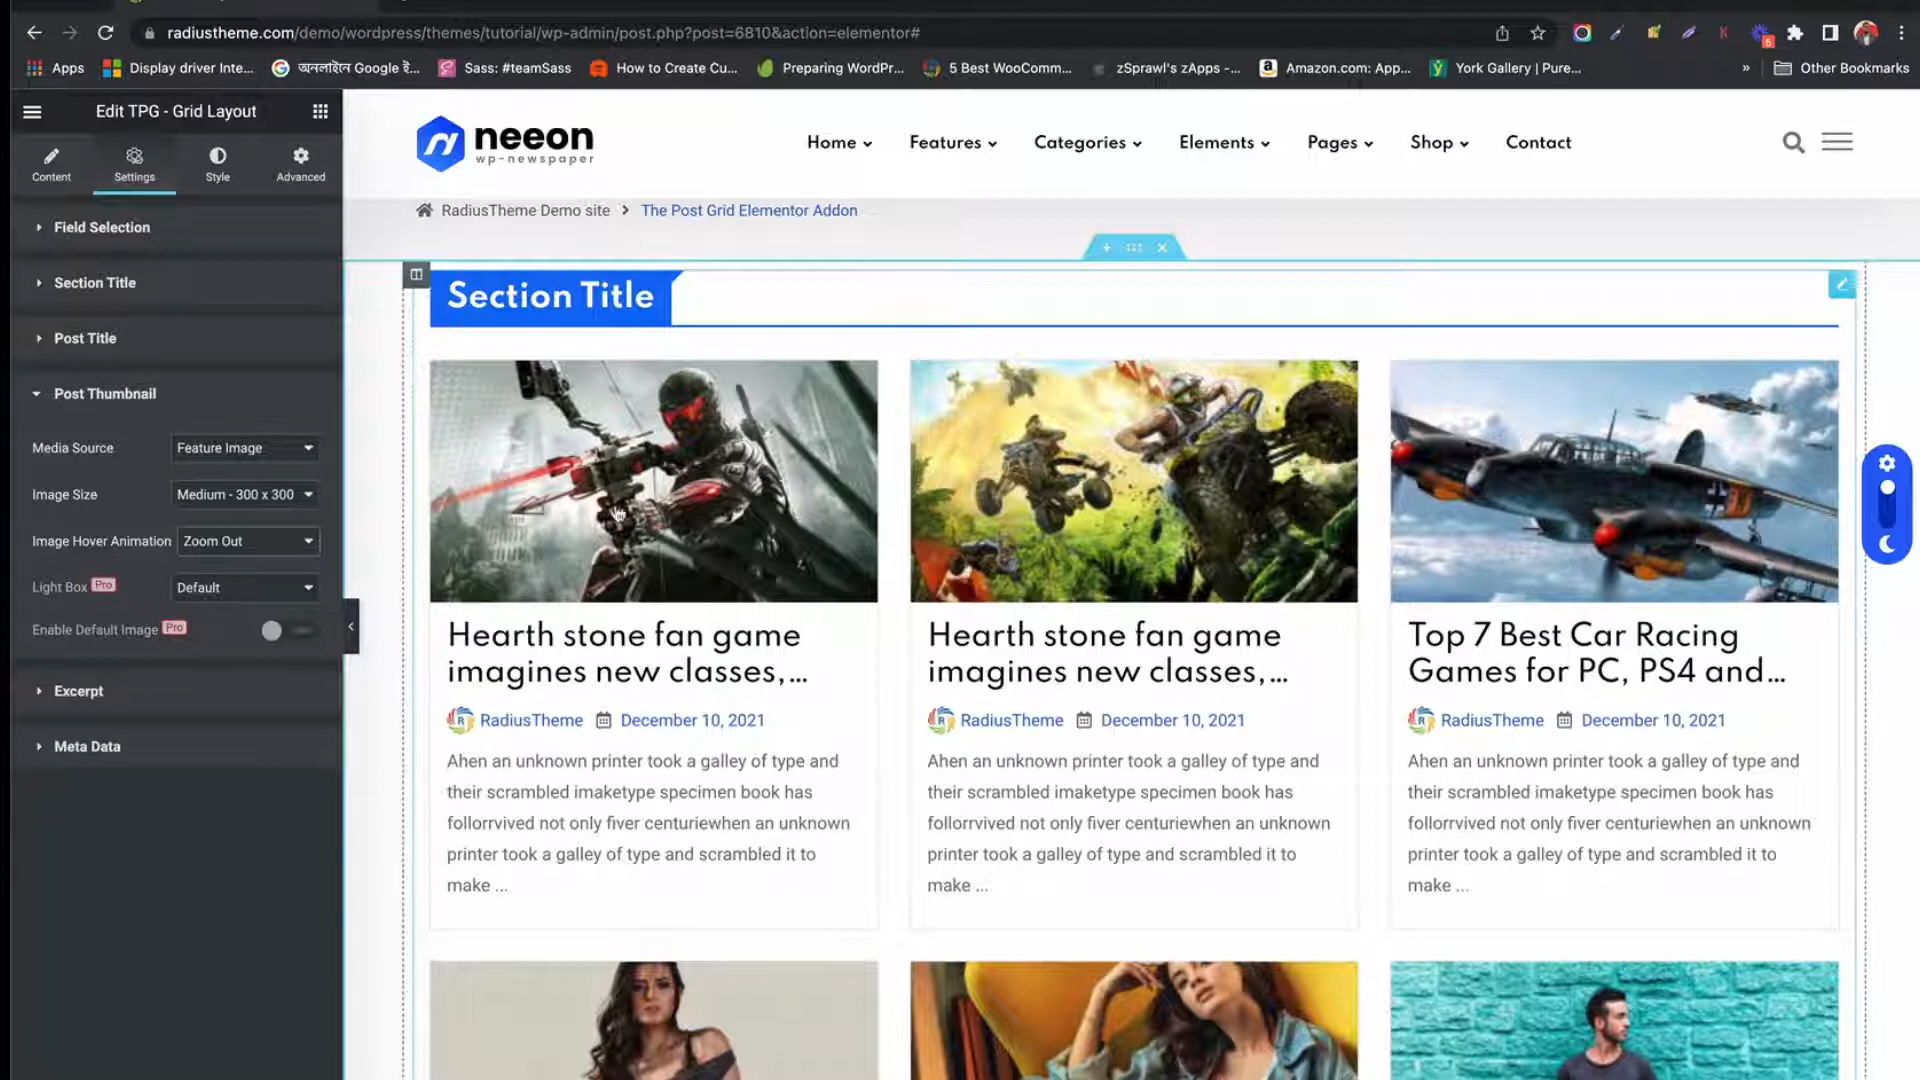 radiustheme.com/demo/wordpress/themes/tutorial/wp-admin/post.php?post=6810&action=elementor#
6
Apps
Display driver Inte...
অনলাইনে Google ই...
Sass: #teamSass
How to Create Cu...
Preparing WordPr...
5 Best WooComm...
zSprawl's zApps -...
Amazon.com: App...
York Gallery | Pure...
»
Other Bookmarks
Edit TPG - Grid Layout
Content
Settings
Style
Advanced
Field Selection
Section Title
Post Title
Post Thumbnail
Media Source
Feature Image
Image Size
Medium - 300 x 300
Image Hover Animation
Zoom Out
Light Box Pro
Default
Enable Default Image Pro
Excerpt
Meta Data
neeon
wp-newspaper
Home
Features
Categories
Elements
Pages
Shop
Contact
RadiusTheme Demo site > The Post Grid Elementor Addon
Section Title
Hearth stone fan game
imagines new classes,...
RadiusTheme December 10, 2021
Ahen an unknown printer took a galley of type and
their scrambled imaketype specimen book has
follorrvived not only fiver centuriewhen an unknown
printer took a galley of type and scrambled it to
make ...
Hearth stone fan game
imagines new classes,...
RadiusTheme December 10, 2021
Ahen an unknown printer took a galley of type and
their scrambled imaketype specimen book has
follorrvived not only fiver centuriewhen an unknown
printer took a galley of type and scrambled it to
make ...
Top 7 Best Car Racing
Games for PC, PS4 and...
RadiusTheme December 10, 2021
Ahen an unknown printer took a galley of type and
their scrambled imaketype specimen book has
follorrvived not only fiver centuriewhen an unknown
printer took a galley of type and scrambled it to
make ...